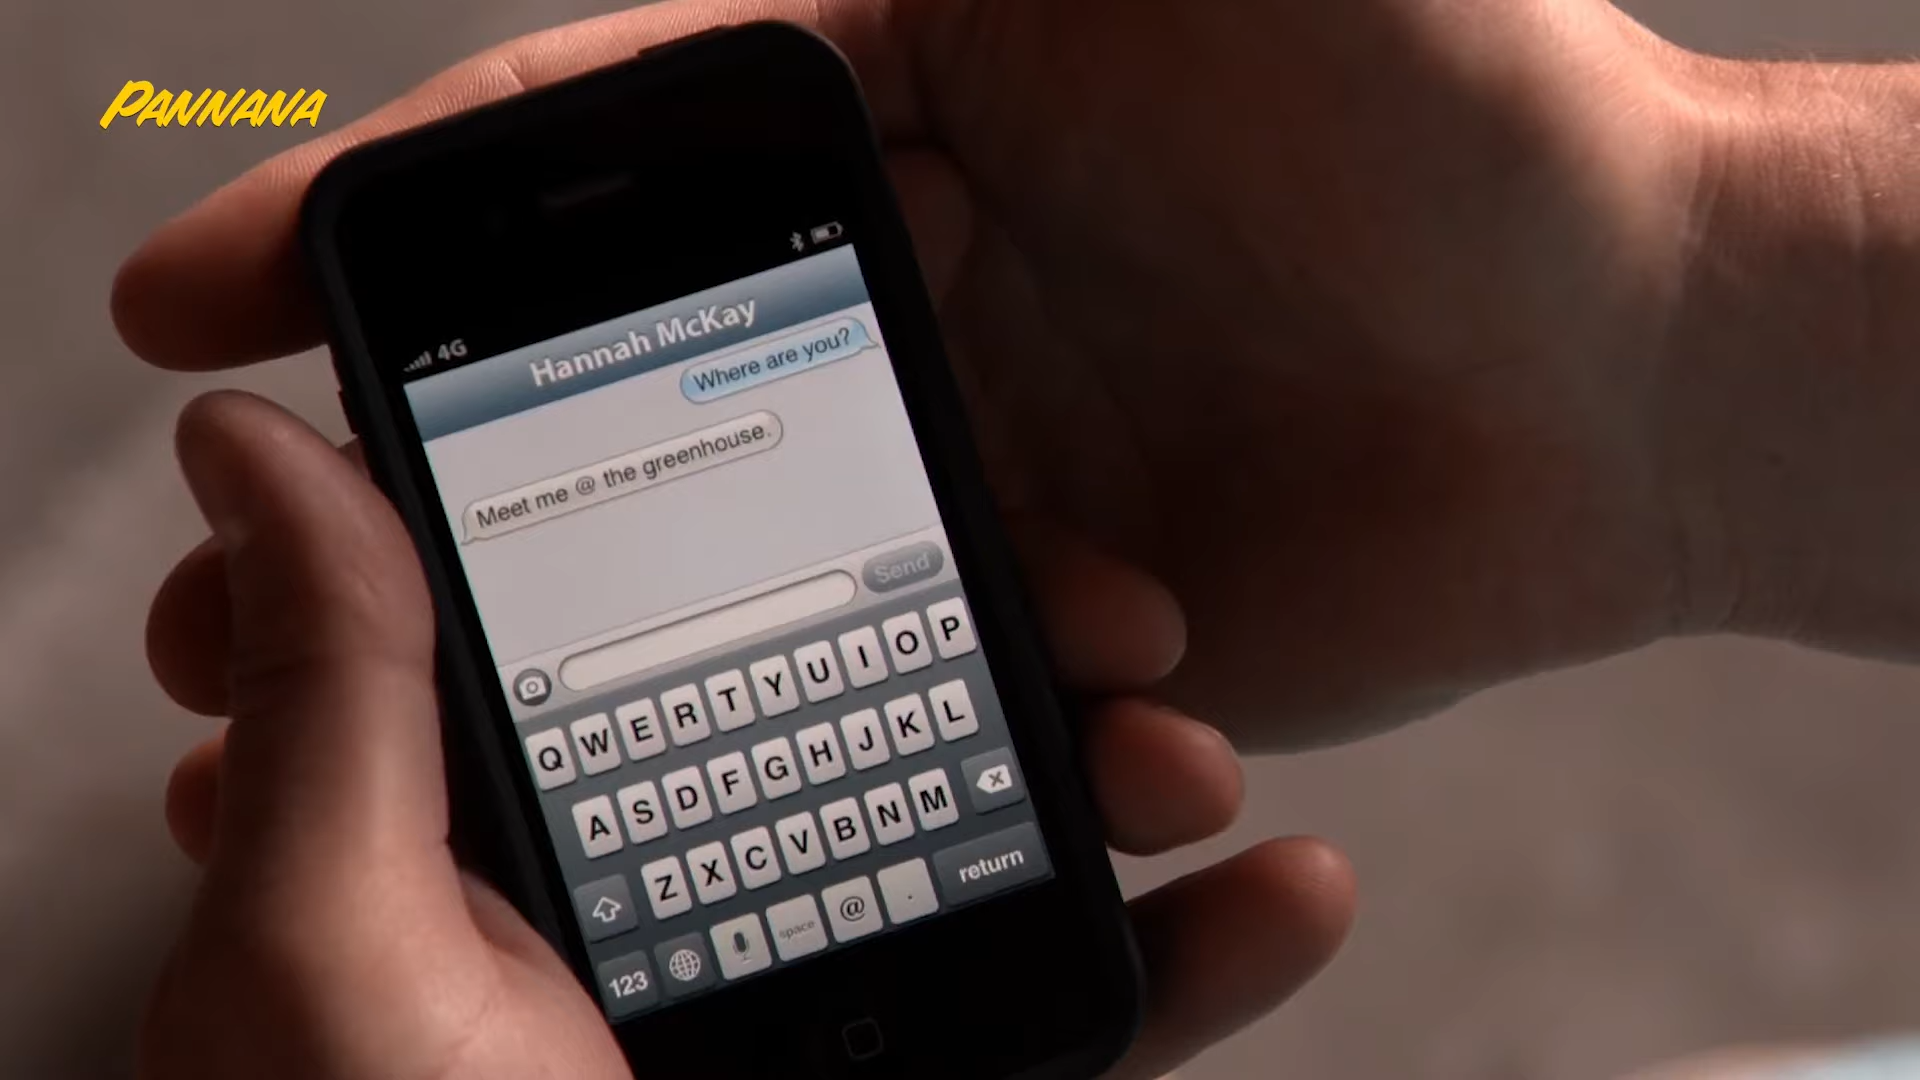 PANNANA
4G
Hannah McKay
Where are you?
Meet me @ the greenhouse.
Send
Q W E R T Y U I O P
A S D F G H J K L
Z X C V B N M
123 space @ . return